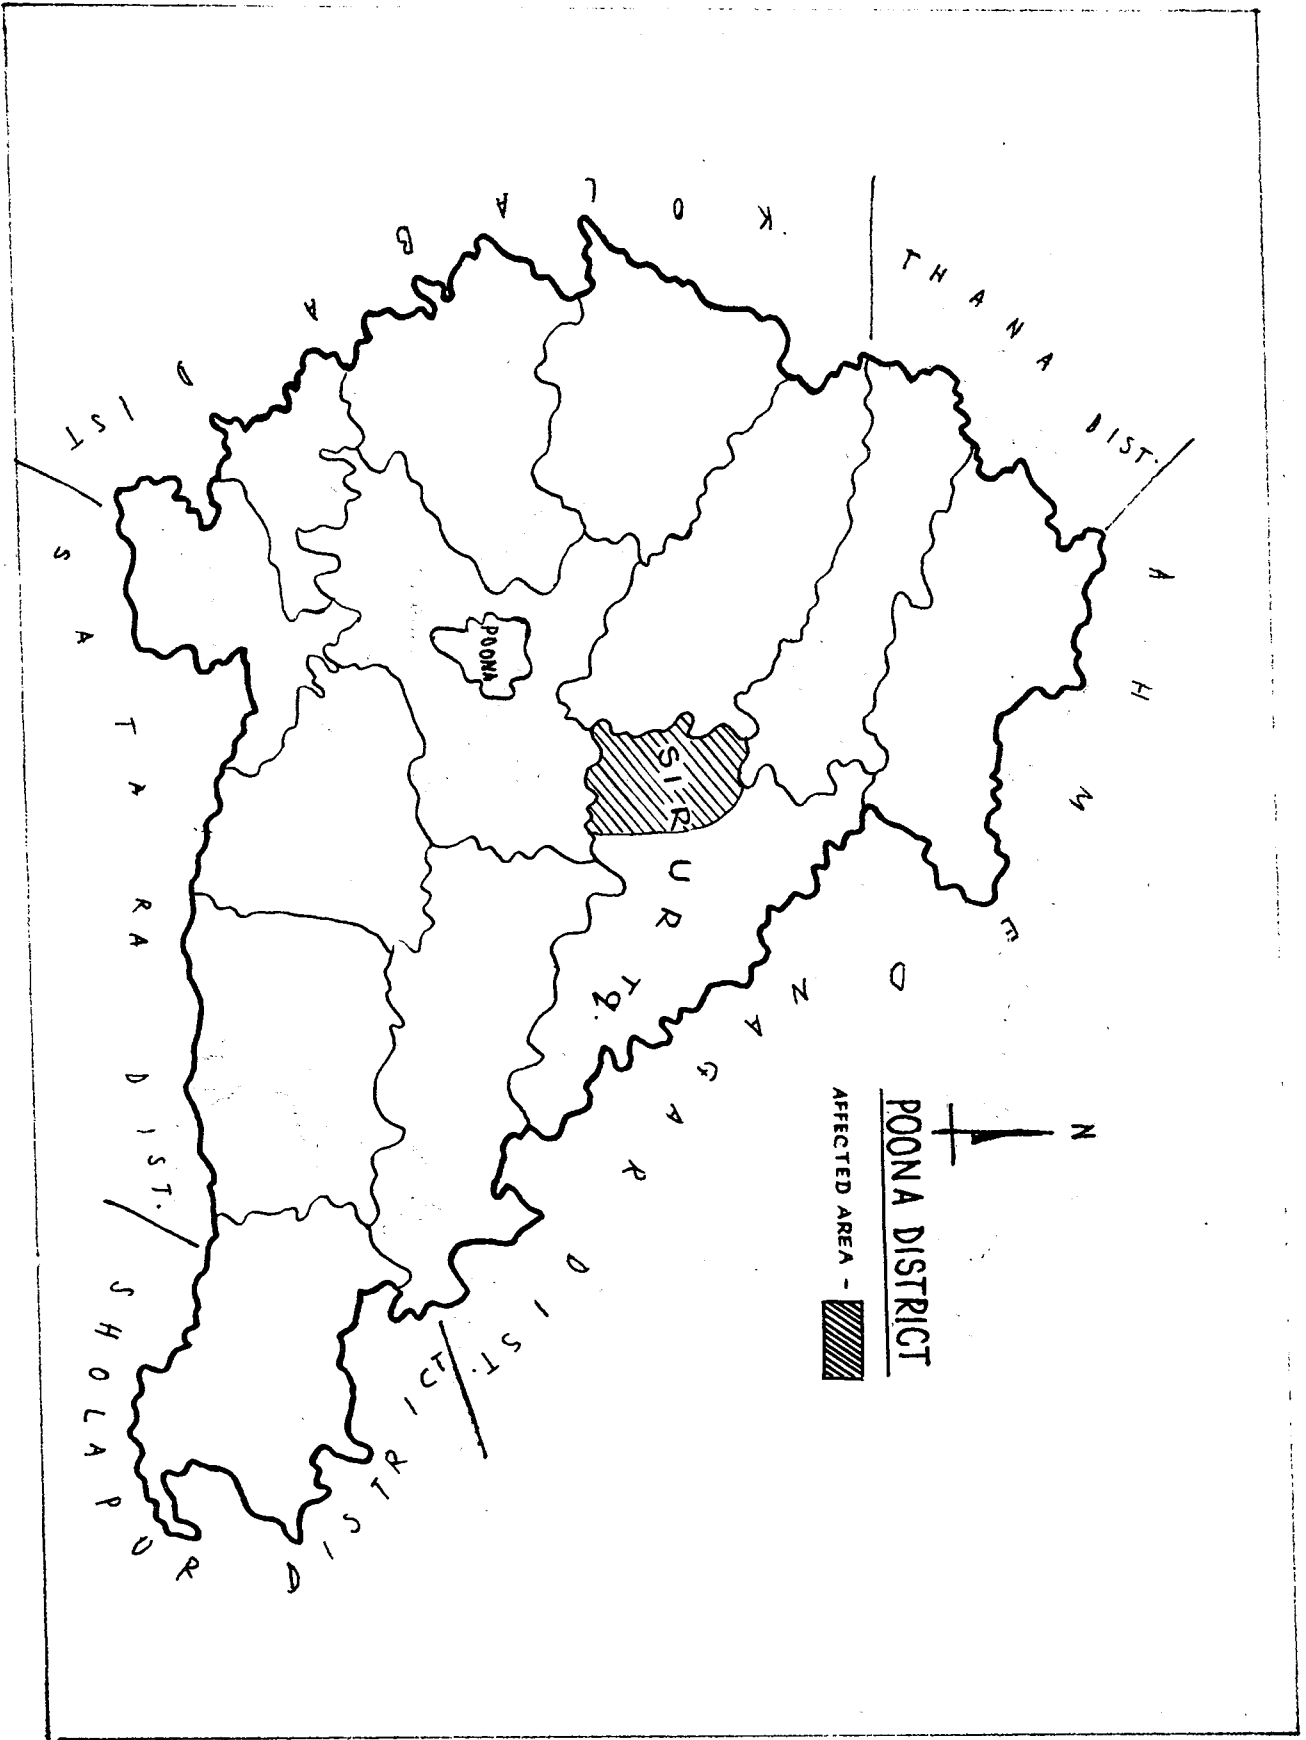 POONA DISTRICT
AFFECTED AREA -
N
THANA DIST.
AHMEDNAGAR DIST.
KOLABA DIST
SATARA DIST.
SHOLAPUR DISTRICT
POONA
SIRUR TQ.